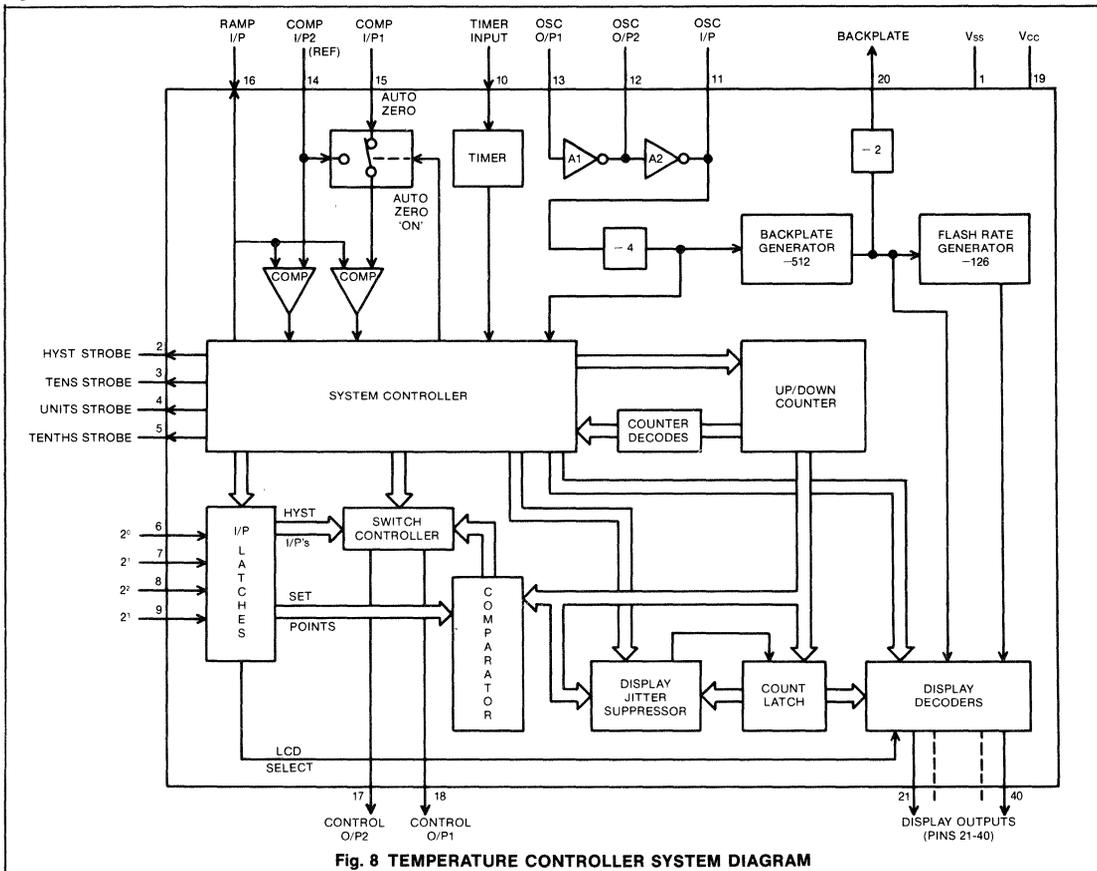 RAMP I/P
COMP I/P2 (REF)
COMP I/P1
TIMER INPUT
OSC O/P1
OSC O/P2
OSC I/P
BACKPLATE
Vss
Vcc
16
14
15
10
13
12
11
20
1
19
AUTO ZERO
TIMER
A1
A2
- 2
AUTO ZERO 'ON'
- 4
BACKPLATE GENERATOR -512
FLASH RATE GENERATOR -126
COMP
COMP
HYST STROBE 2
TENS STROBE 3
UNITS STROBE 4
TENTHS STROBE 5
SYSTEM CONTROLLER
UP/DOWN COUNTER
COUNTER DECODES
2⁰ 6
2¹ 7
2² 8
2¹ 9
I/P LATCHES
HYST I/P's
SWITCH CONTROLLER
SET POINTS
COMPARATOR
DISPLAY JITTER SUPPRESSOR
COUNT LATCH
DISPLAY DECODERS
LCD SELECT
17
18
21
40
CONTROL O/P2
CONTROL O/P1
DISPLAY OUTPUTS (PINS 21-40)
Fig. 8 TEMPERATURE CONTROLLER SYSTEM DIAGRAM